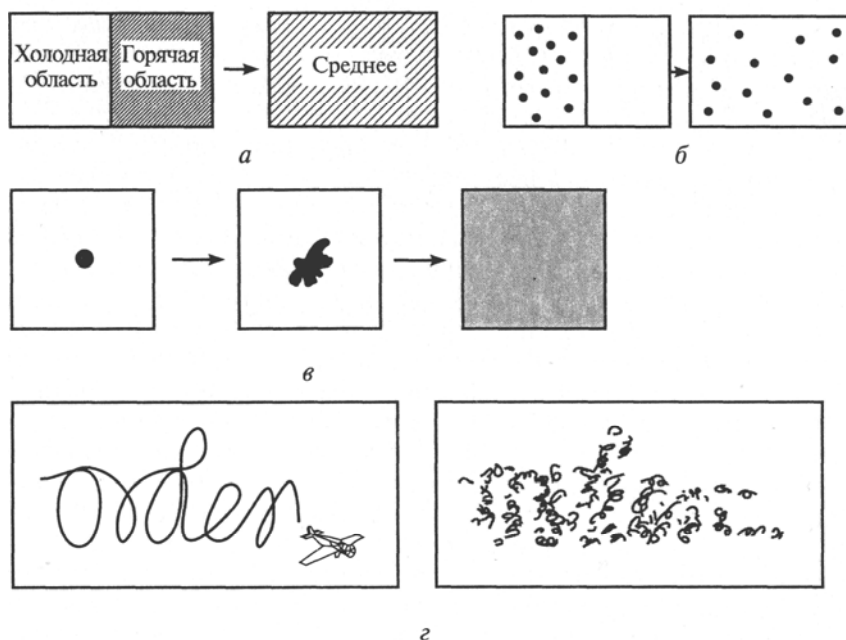 Холодная
область
Горячая
область
Среднее
а
б
в
order
г